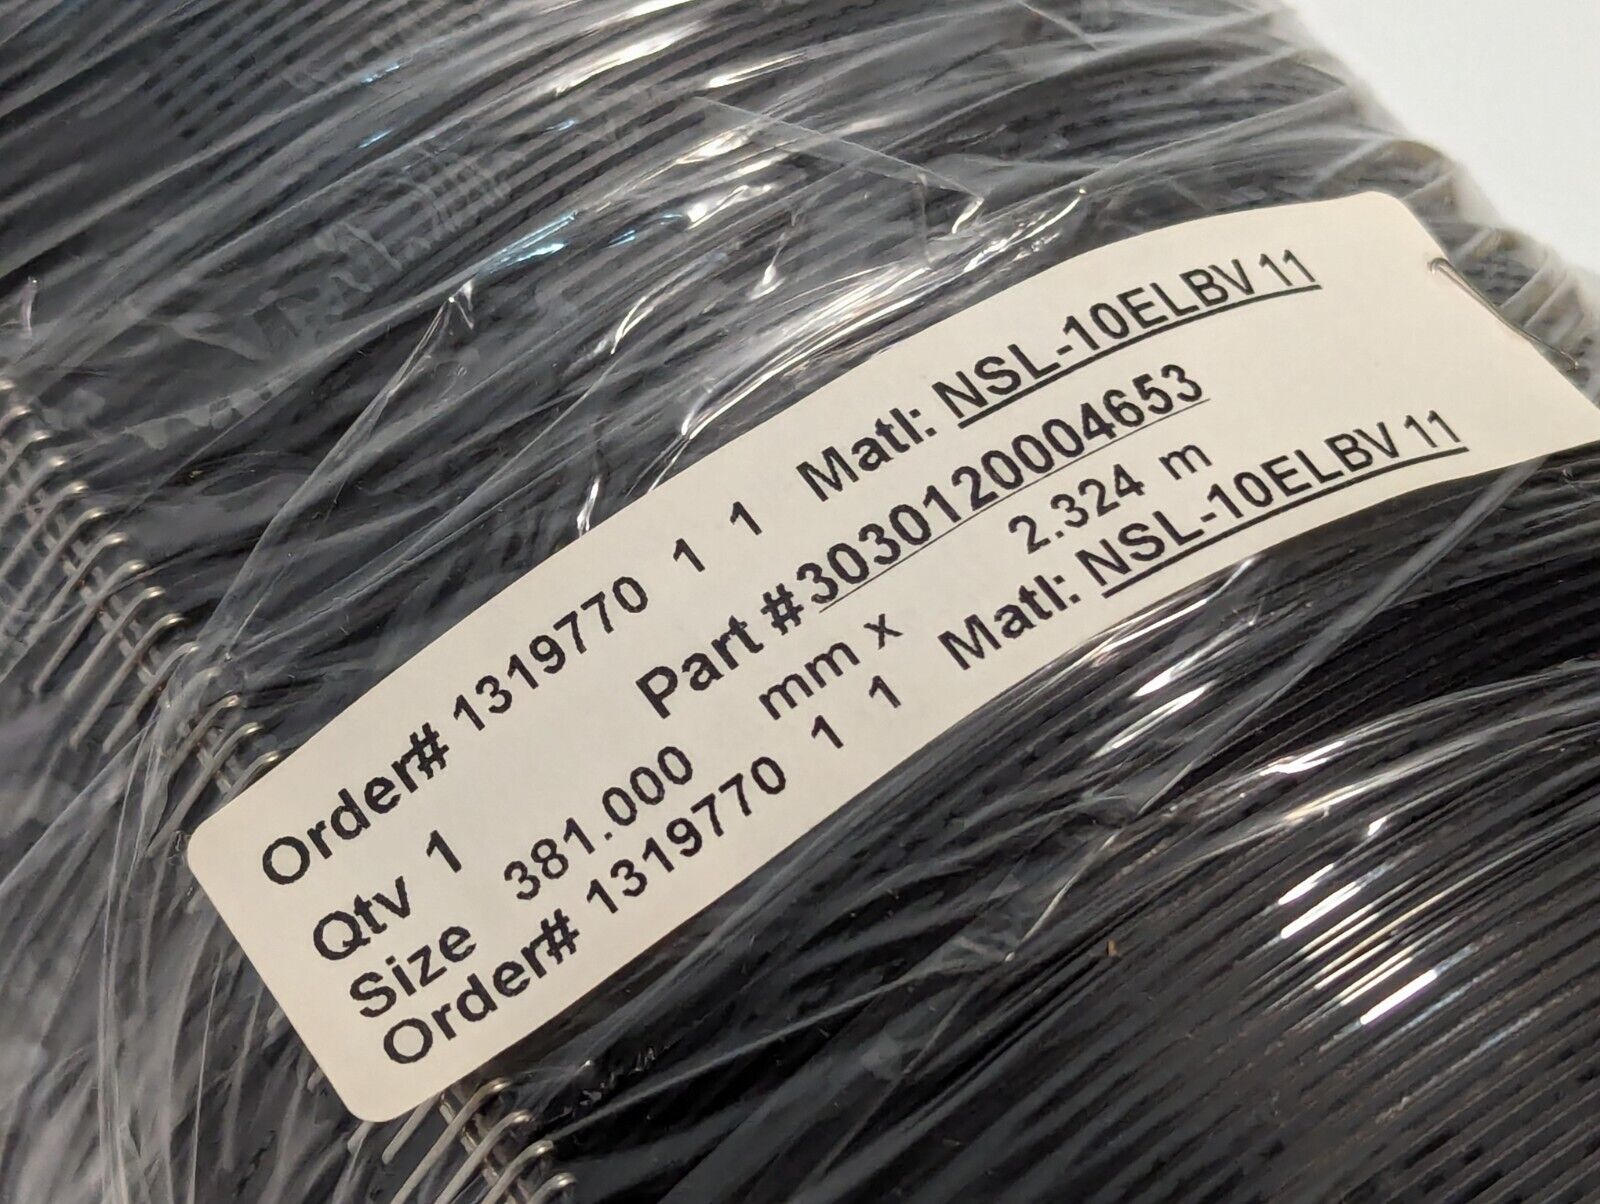 Order# 1319770 1 1 Matl: NSL-10ELBV 11
Qty 1 Part #3030120004653
Size 381.000 mm x 2.324 m
Order# 1319770 1 1 Matl: NSL-10ELBV 11